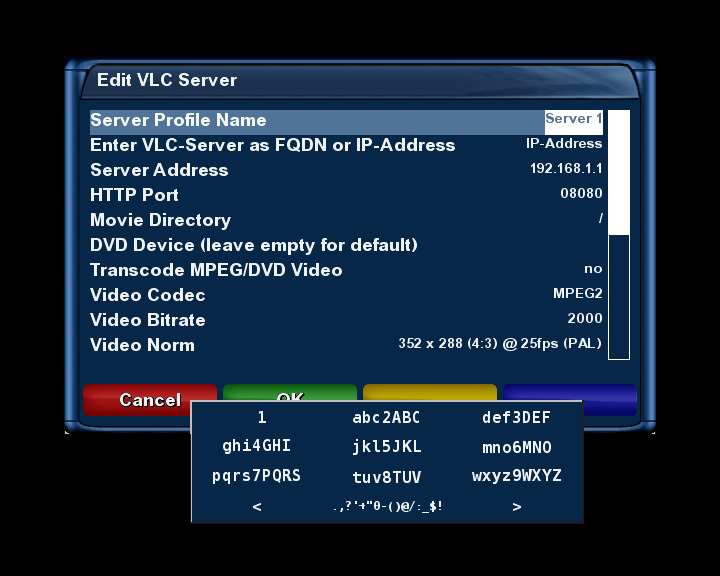 Edit VLC Server
Server Profile Name Server 1
Enter VLC-Server as FQDN or IP-Address IP-Address
Server Address 192.168.1.1
HTTP Port 08080
Movie Directory /
DVD Device (leave empty for default)
Transcode MPEG/DVD Video no
Video Codec MPEG2
Video Bitrate 2000
Video Norm 352 x 288 (4:3) @ 25fps (PAL)
Cancel OK
1 abc2ABC def3DEF
ghi4GHI jkl5JKL mno6MNO
pqrs7PQRS tuv8TUV wxyz9WXYZ
< .,?'+"0-()@/:_$! >